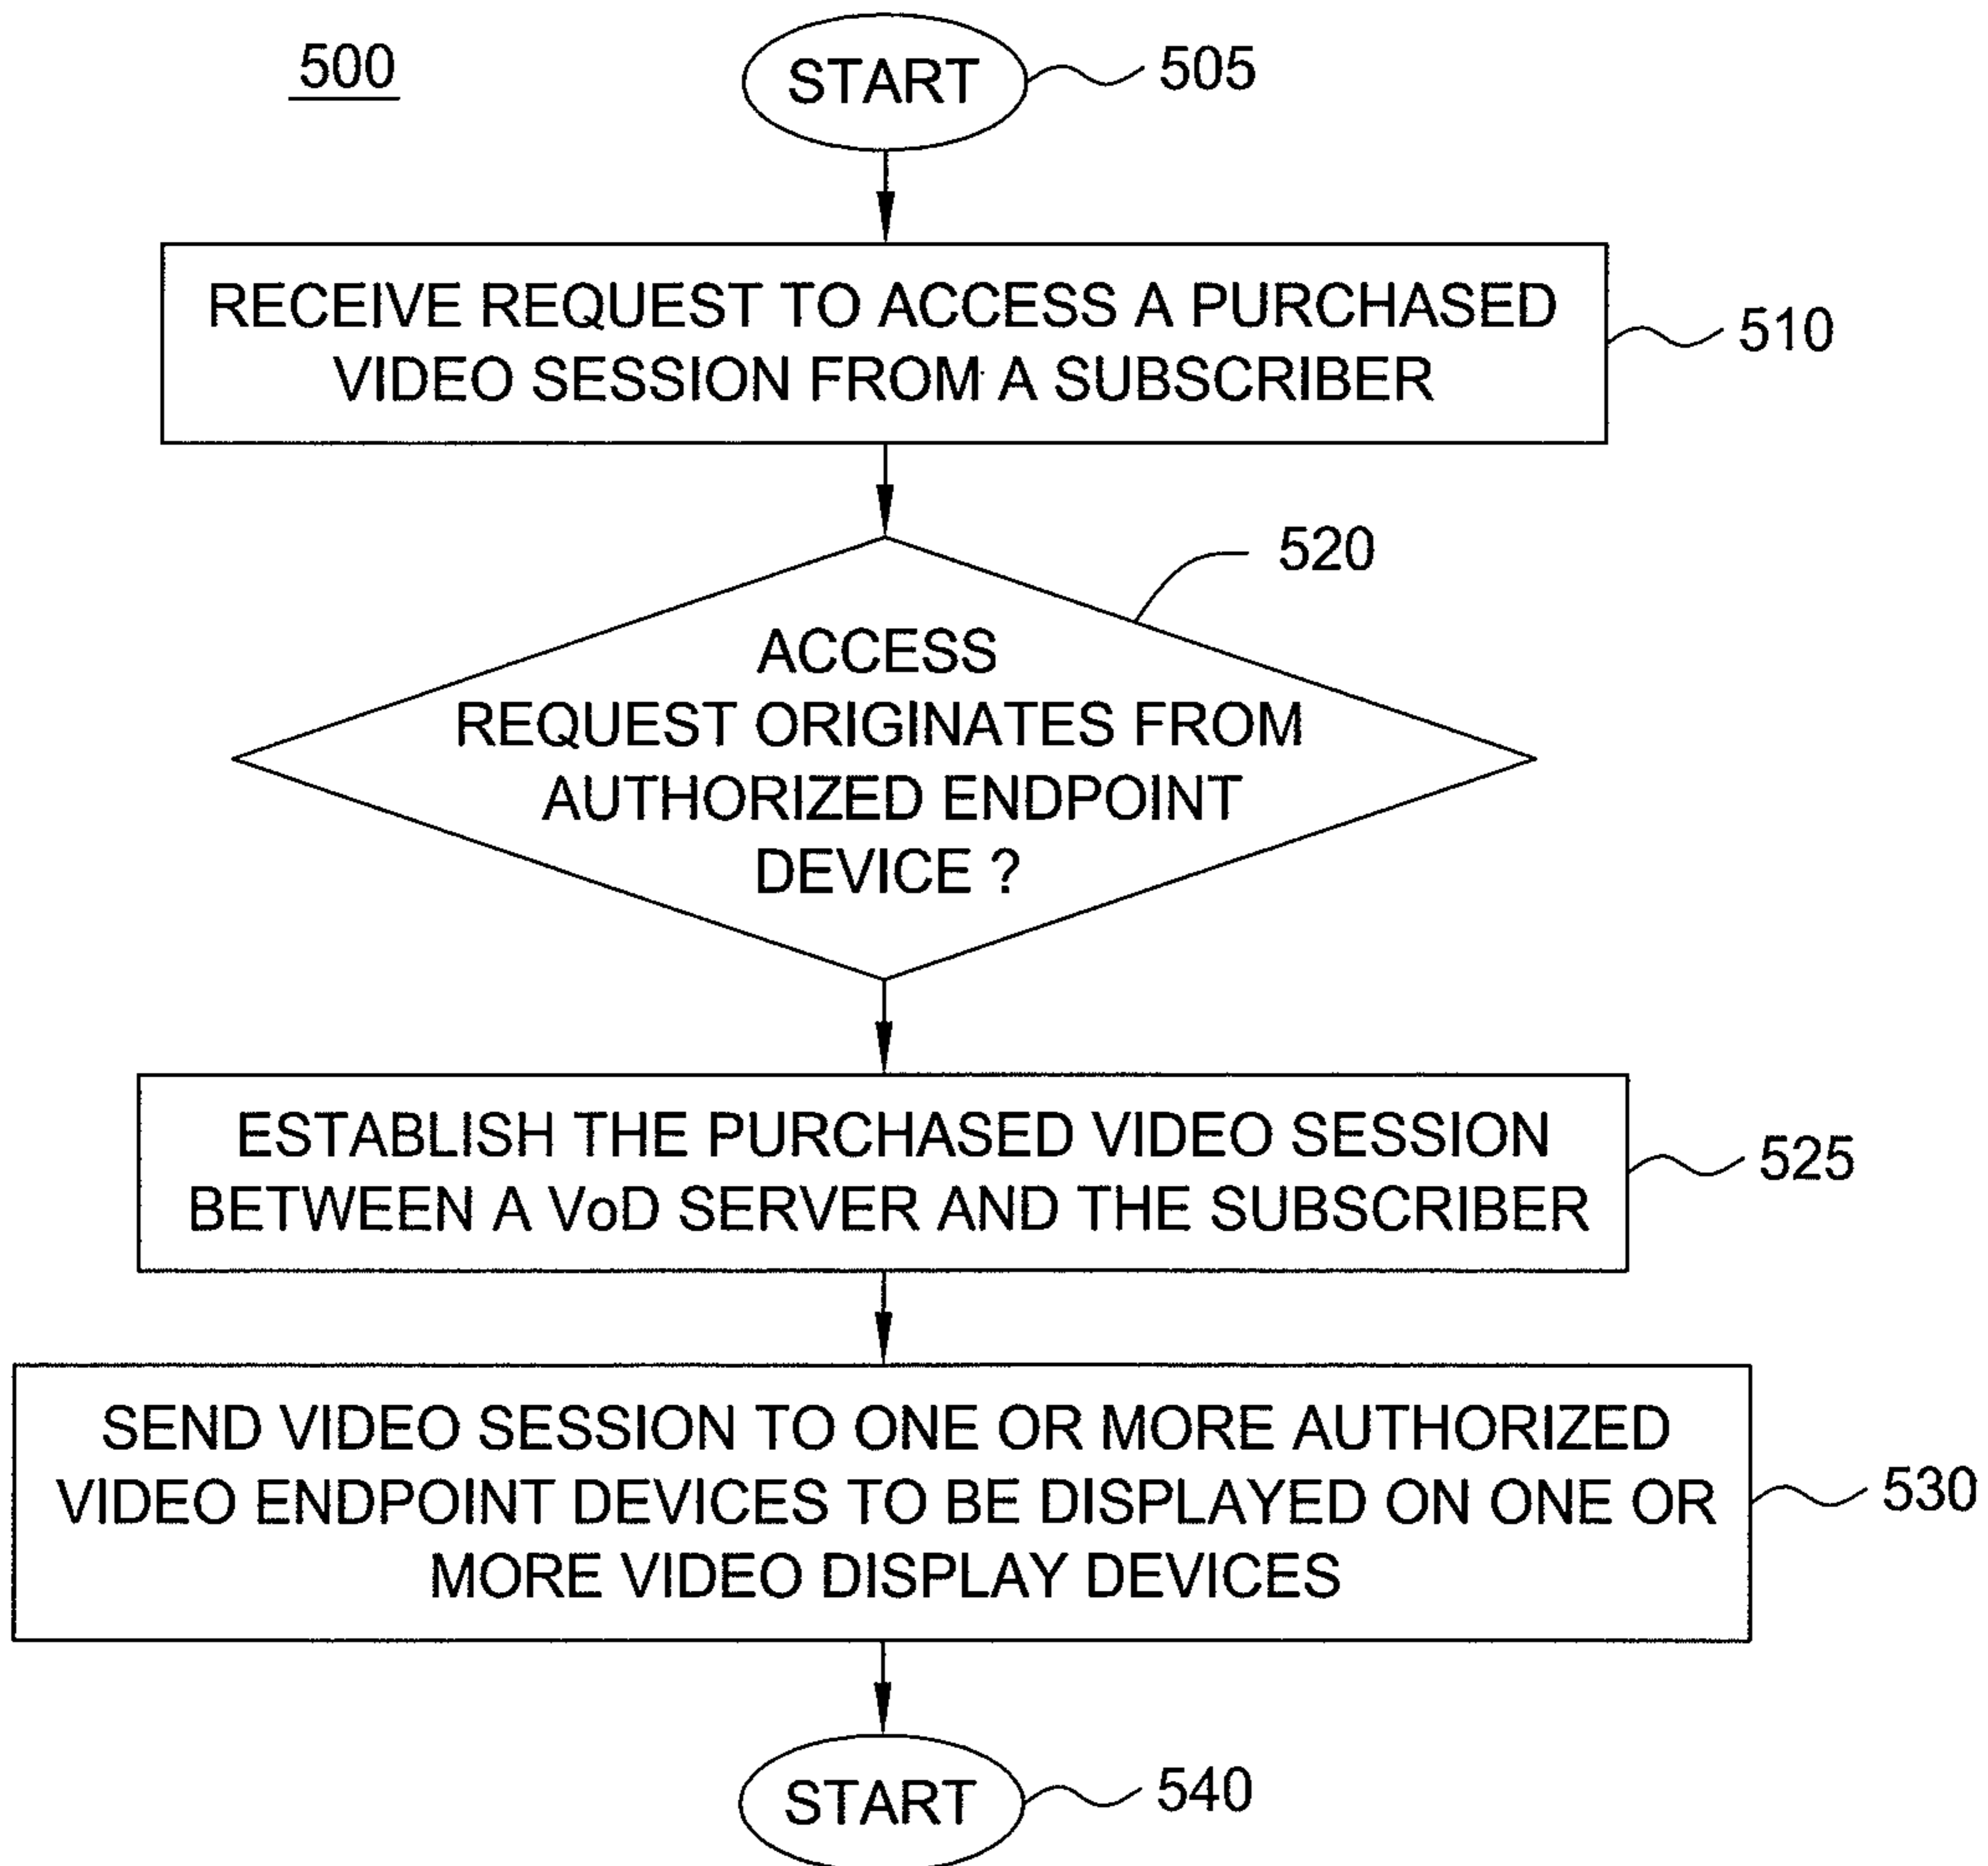 500
START
505
RECEIVE REQUEST TO ACCESS A PURCHASED
VIDEO SESSION FROM A SUBSCRIBER
510
520
ACCESS
REQUEST ORIGINATES FROM
AUTHORIZED ENDPOINT
DEVICE ?
ESTABLISH THE PURCHASED VIDEO SESSION
BETWEEN A VoD SERVER AND THE SUBSCRIBER
525
SEND VIDEO SESSION TO ONE OR MORE AUTHORIZED
VIDEO ENDPOINT DEVICES TO BE DISPLAYED ON ONE OR
MORE VIDEO DISPLAY DEVICES
530
START
540